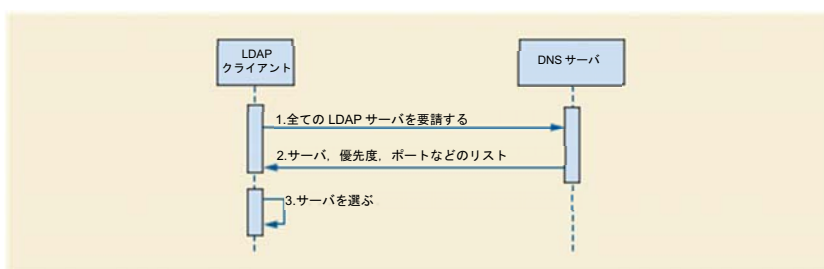 LDAP
クライアント
DNS サーバ
1.全ての LDAP サーバを要請する
2.サーバ，優先度，ポートなどのリスト
3.サーバを選ぶ